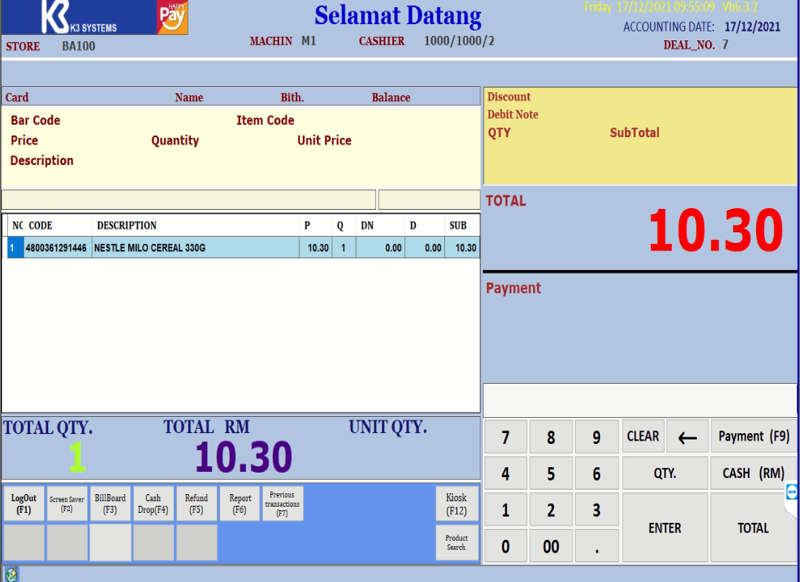 K3 K3 SYSTEMS
HAPPY
Pay
Selamat Datang
Friday 17/12/2021 09:55:09 Vb6.3.2
ACCOUNTING DATE: 17/12/2021
STORE BA100
MACHIN M1 CASHIER 1000/1000/2
DEAL_NO. 7
Card Name Bith. Balance
Bar Code Item Code
Price Quantity Unit Price
Description
Discount
Debit Note
QTY SubTotal
TOTAL
10.30
NC CODE DESCRIPTION P Q DN D SUB
1 4800361291446 NESTLE MILO CEREAL 330G 10.30 1 0.00 0.00 10.30
Payment
TOTAL QTY. TOTAL RM UNIT QTY.
1 10.30
7 8 9 CLEAR ← Payment (F9)
4 5 6 QTY. CASH (RM)
1 2 3 ENTER TOTAL
0 00 .
LogOut
(F1)
Screen Saver
(F2)
BillBoard
(F3)
Cash
Drop(F4)
Refund
(F5)
Report
(F6)
Previous
transactions
(F7)
Kiosk
(F12)
Product
Search